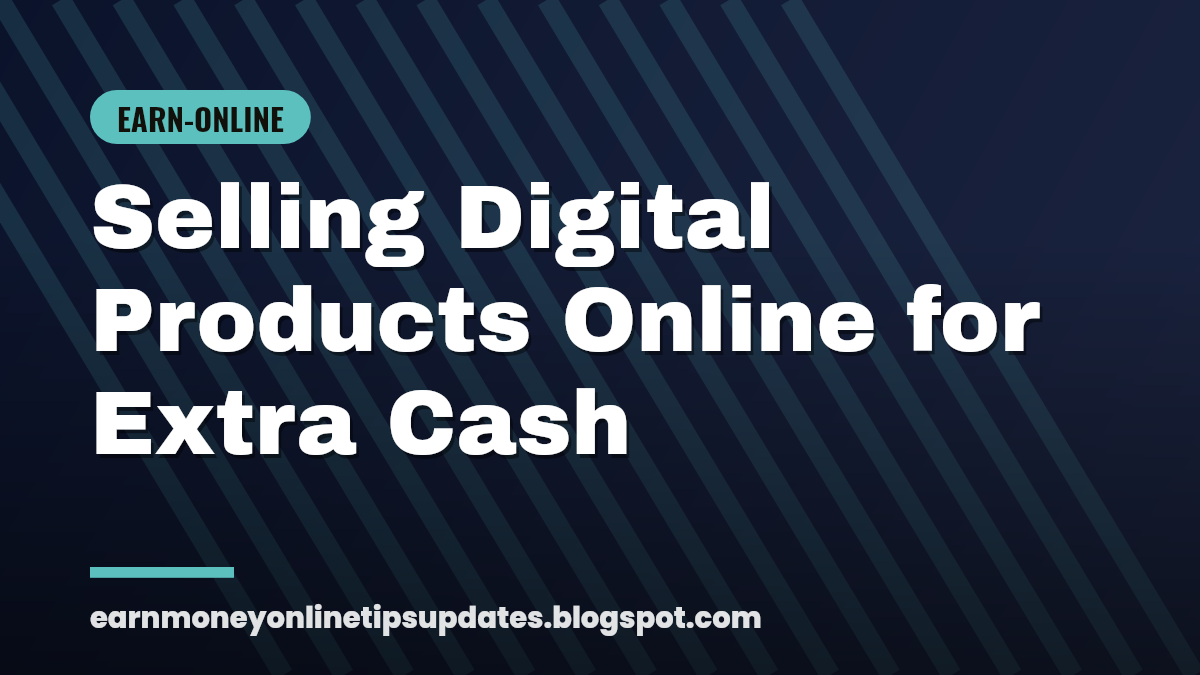 EARN-ONLINE
Selling Digital
Products Online for
Extra Cash
earnmoneyonlinetipsupdates.blogspot.com